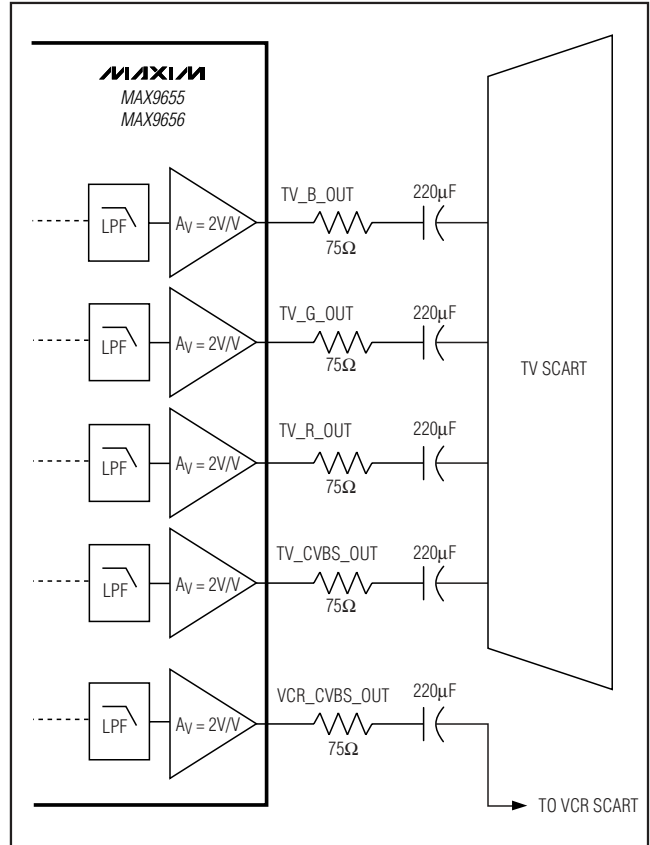 MAXIM
MAX9655
MAX9656
LPF
AV = 2V/V
TV_B_OUT
75Ω
220µF
LPF
AV = 2V/V
TV_G_OUT
75Ω
220µF
TV SCART
LPF
AV = 2V/V
TV_R_OUT
75Ω
220µF
LPF
AV = 2V/V
TV_CVBS_OUT
75Ω
220µF
LPF
AV = 2V/V
VCR_CVBS_OUT
75Ω
220µF
TO VCR SCART